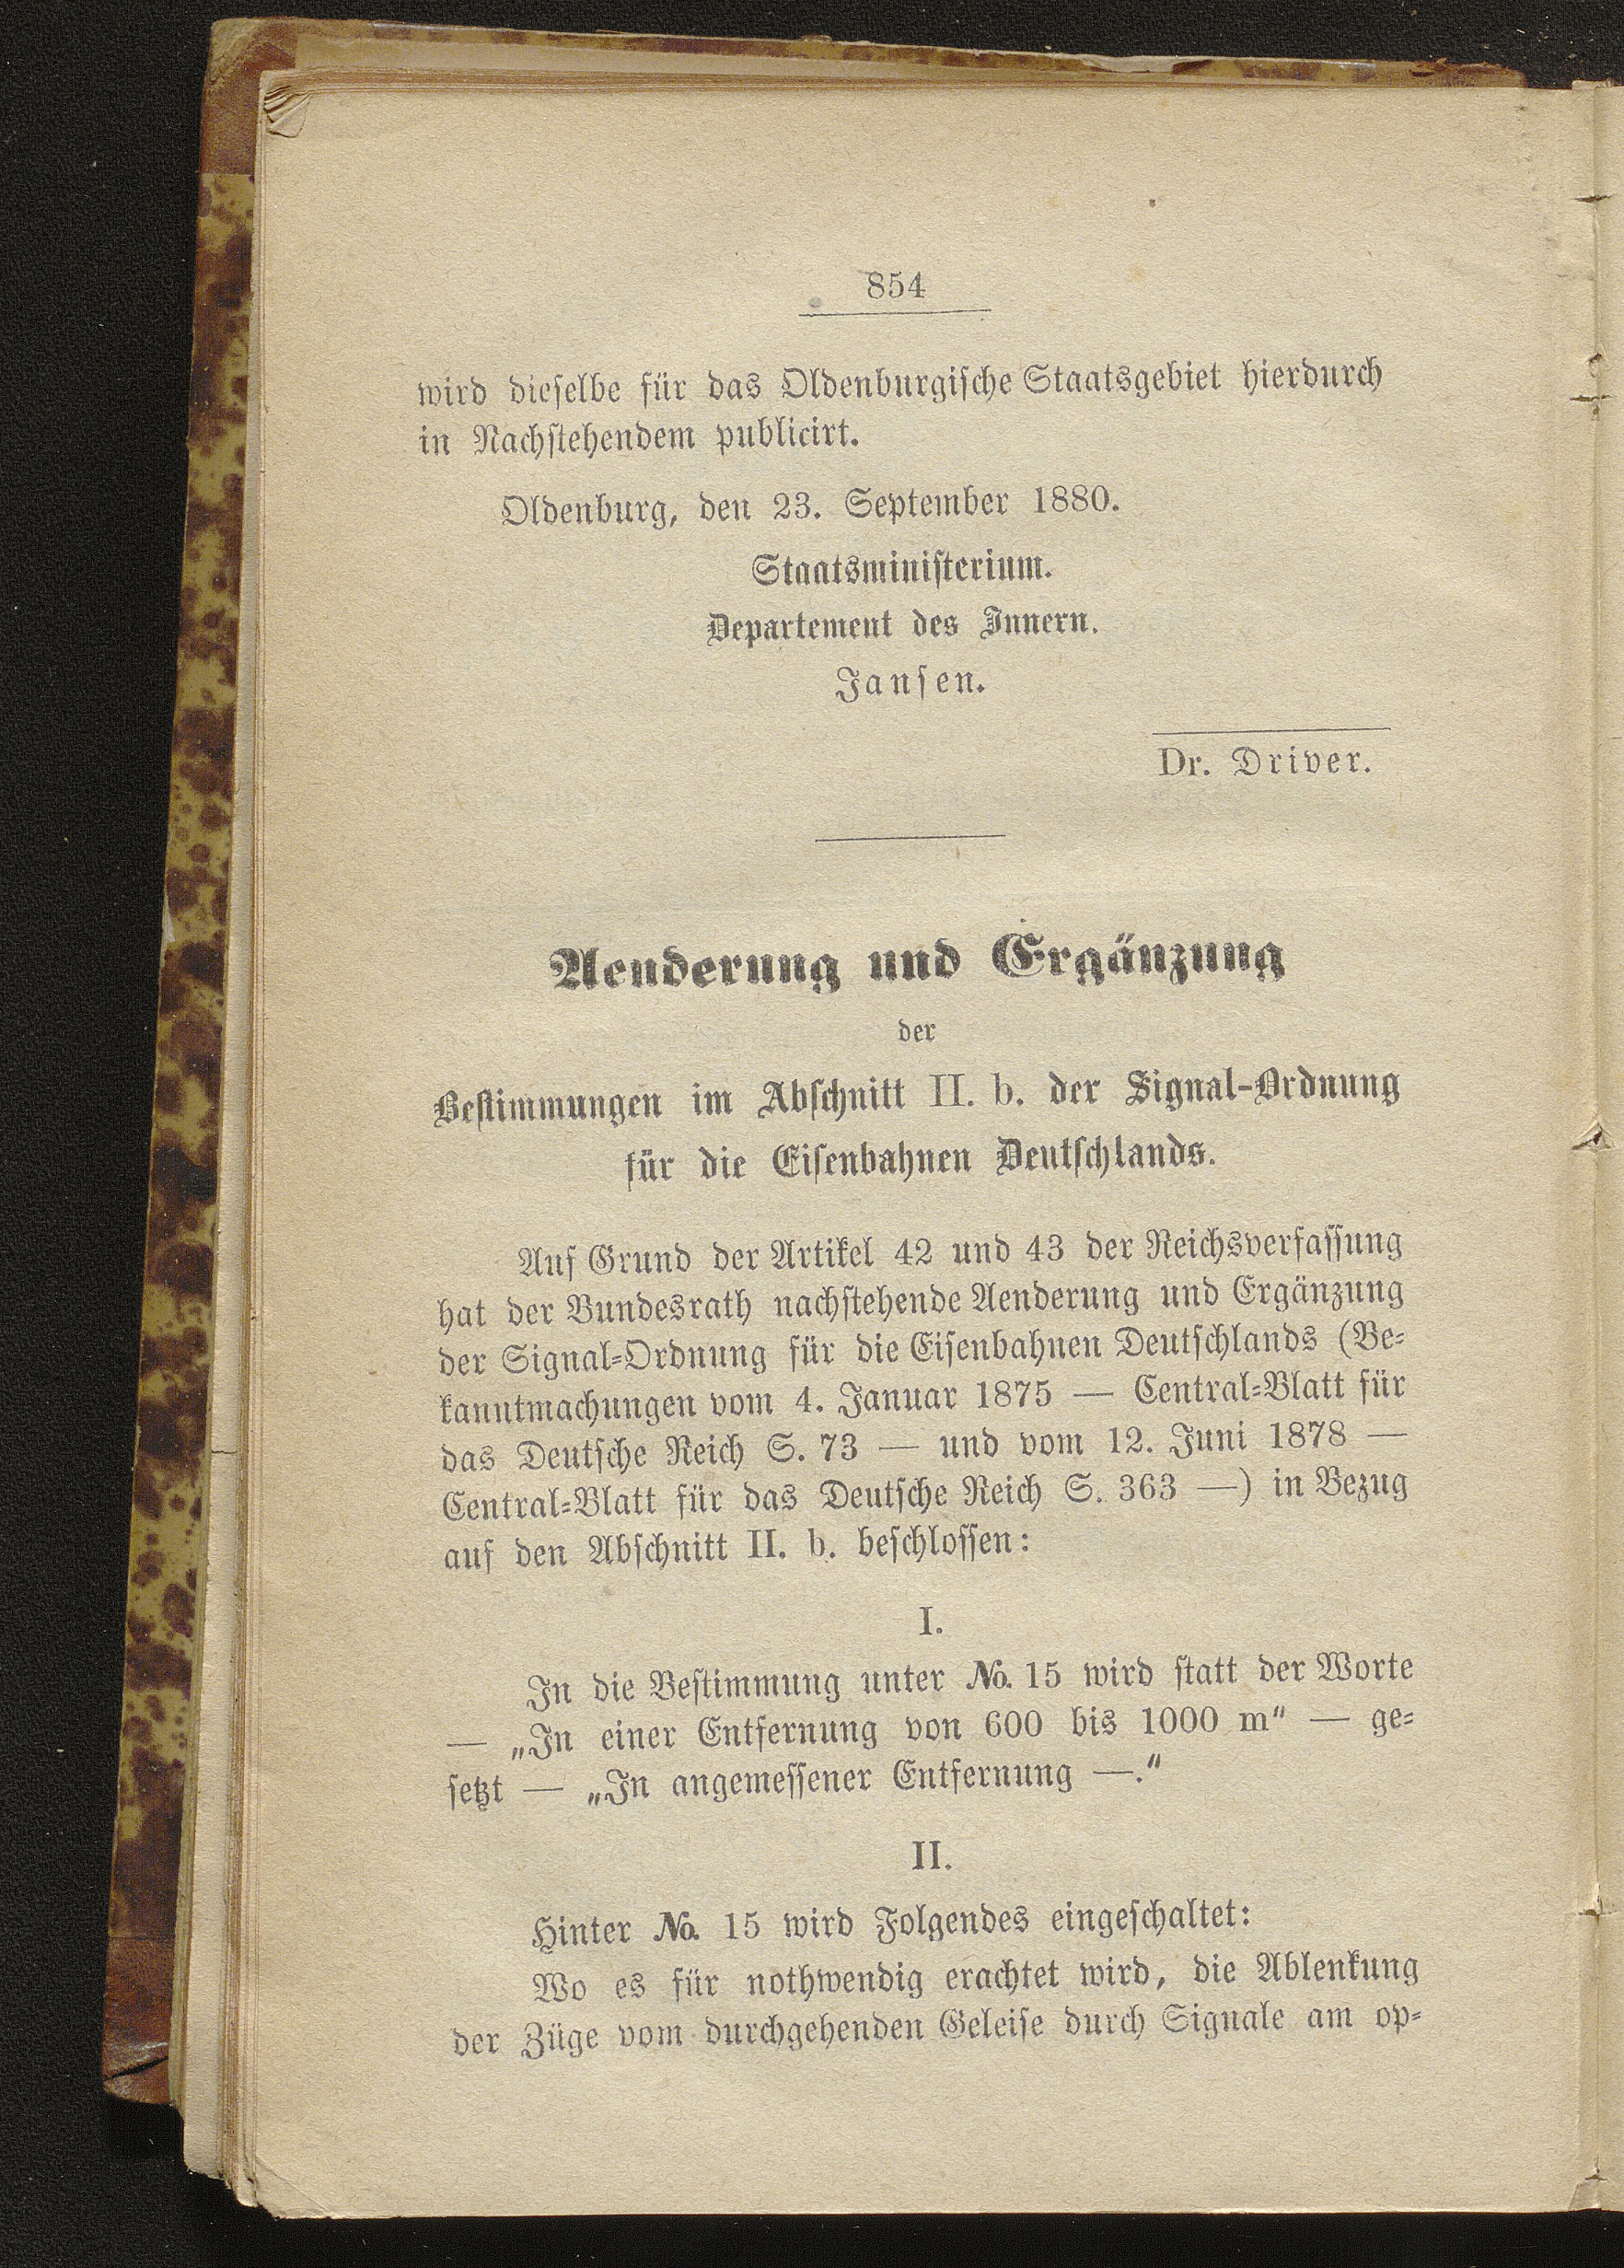 854
wird dieselbe für das Oldenburgische Staatsgebiet hierdurch
in Nachstehendem publicirt.
Oldenburg, den 23. September 1880.
Staatsministerium.
Departement des Innern.
Jansen.
Dr. Driver.
Aenderung und Ergänzung
der
Bestimmungen im Abschnitt II. b. der Signal-Ordnung
für die Eisenbahnen Deutschlands.
Auf Grund der Artikel 42 und 43 der Reichsverfassung
hat der Bundesrath nachstehende Aenderung und Ergänzung
der Signal-Ordnung für die Eisenbahnen Deutschlands (Be-
kanntmachungen vom 4. Januar 1875 — Central-Blatt für
das Deutsche Reich S. 73 — und vom 12. Juni 1878 —
Central-Blatt für das Deutsche Reich S. 363 —) in Bezug
auf den Abschnitt II. b. beschlossen:
I.
In die Bestimmung unter No. 15 wird statt der Worte
— „In einer Entfernung von 600 bis 1000 m" — ge-
setzt — „In angemessener Entfernung —."
II.
Hinter No. 15 wird Folgendes eingeschaltet:
Wo es für nothwendig erachtet wird, die Ablenkung
der Züge vom durchgehenden Geleise durch Signale am op-